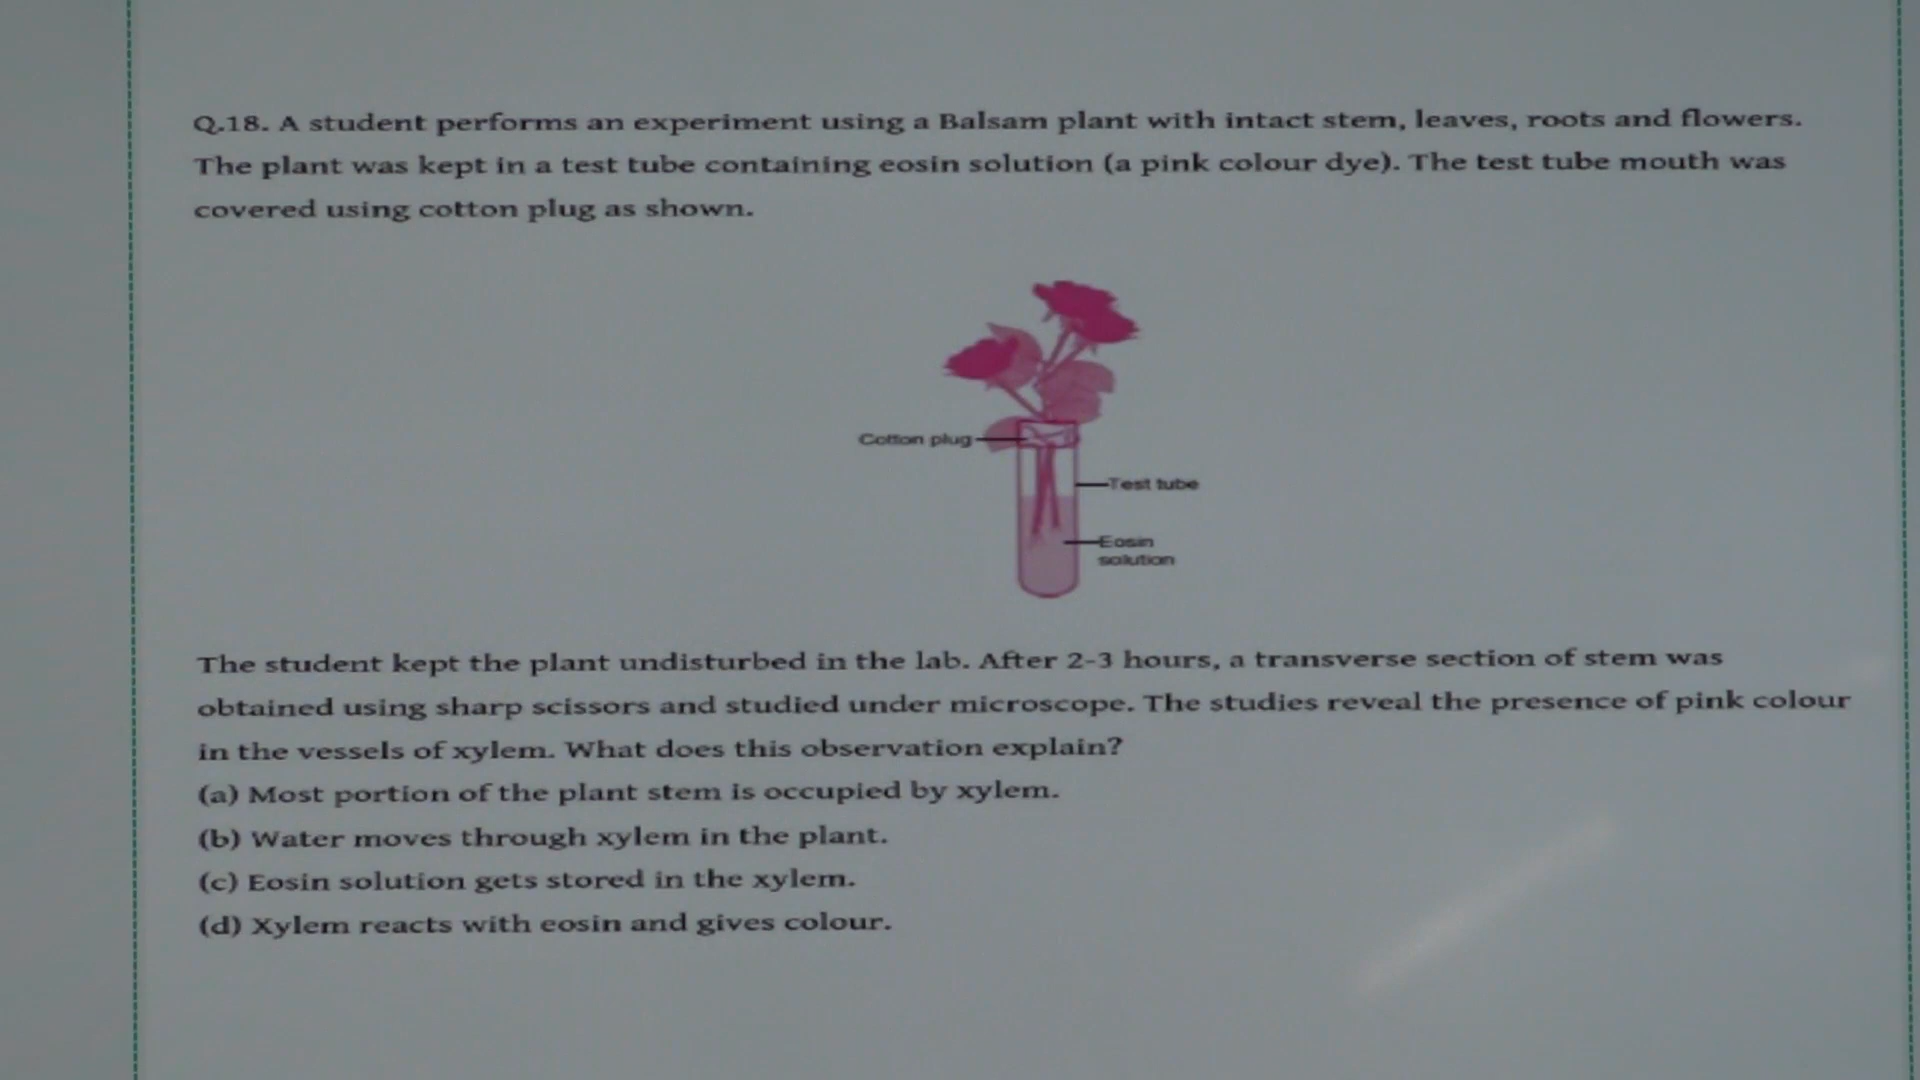 Q.18. A student performs an experiment using a Balsam plant with intact stem, leaves, roots and flowers.
The plant was kept in a test tube containing eosin solution (a pink colour dye). The test tube mouth was
covered using cotton plug as shown.
Cotton plug
Test tube
Eosin
solution
The student kept the plant undisturbed in the lab. After 2-3 hours, a transverse section of stem was
obtained using sharp scissors and studied under microscope. The studies reveal the presence of pink colour
in the vessels of xylem. What does this observation explain?
(a) Most portion of the plant stem is occupied by xylem.
(b) Water moves through xylem in the plant.
(c) Eosin solution gets stored in the xylem.
(d) Xylem reacts with eosin and gives colour.